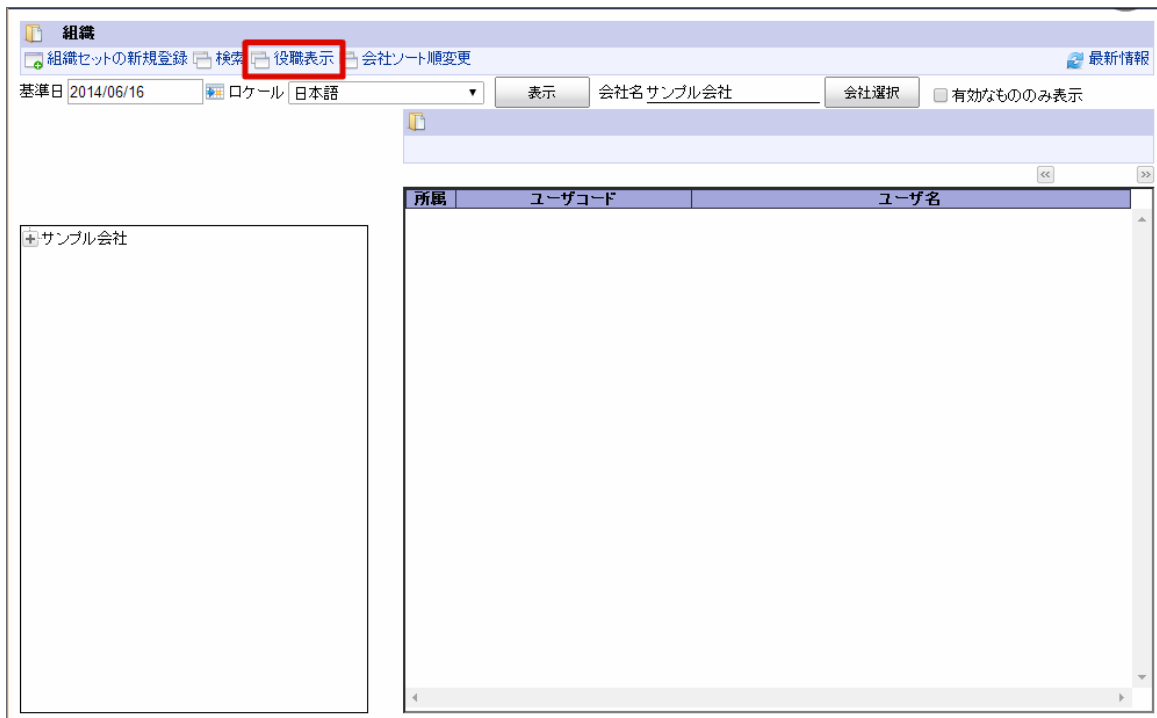 組織
組織セットの新規登録 検索 役職表示 会社ソート順変更 最新情報
基準日 2014/06/16 ロケール 日本語 表示 会社名 サンプル会社 会社選択 有効なもののみ表示
所属 ユーザコード ユーザ名
サンプル会社